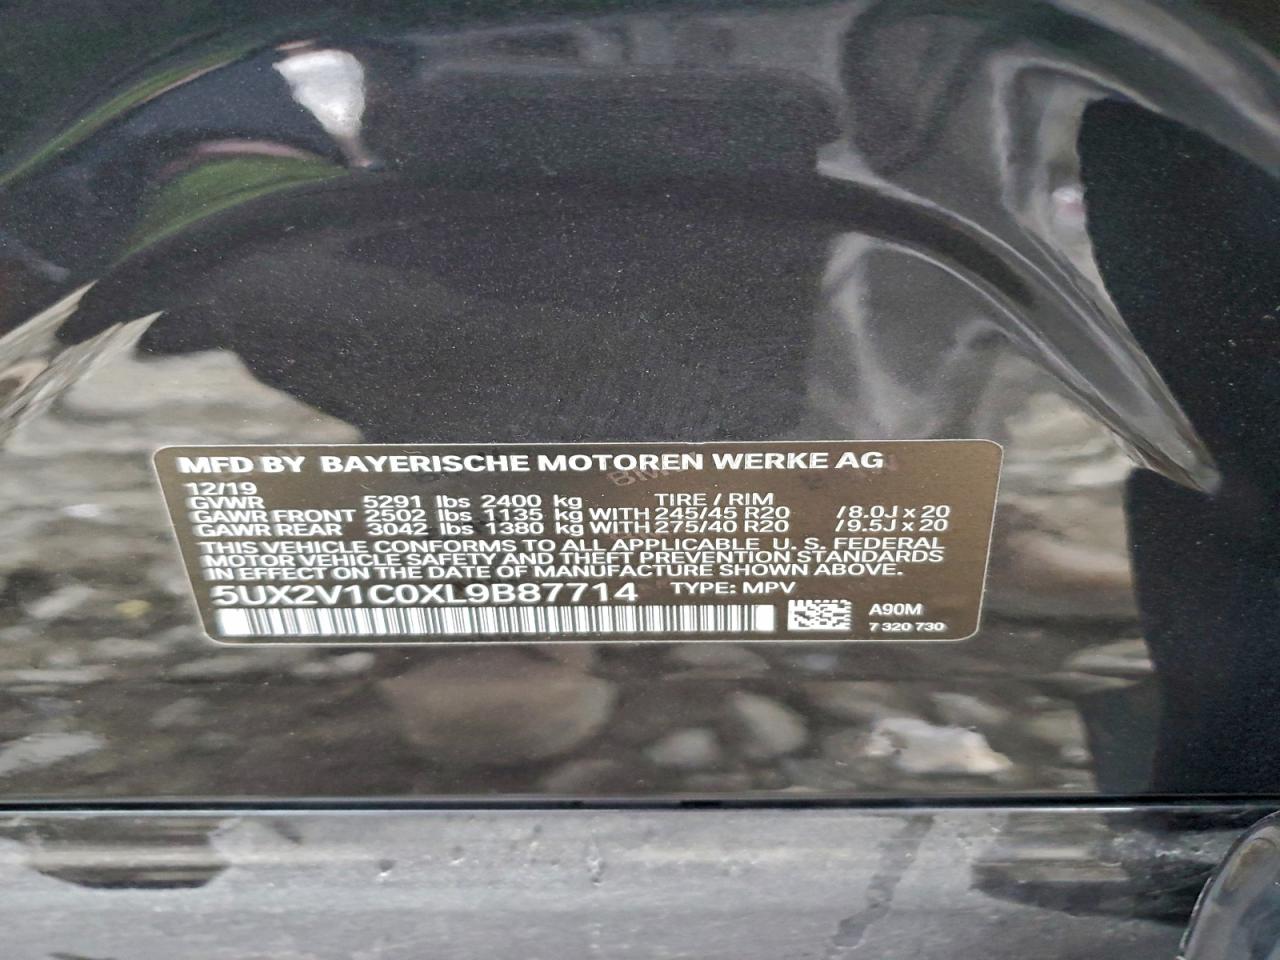 MFD BY BAYERISCHE MOTOREN WERKE AG
12/19
GVWR 5291 lbs 2400 kg TIRE / RIM
GAWR FRONT 2502 lbs 1135 kg WITH 245/45 R20 / 8.0J x 20
GAWR REAR 3042 lbs 1380 kg WITH 275/40 R20 / 9.5J x 20
THIS VEHICLE CONFORMS TO ALL APPLICABLE U. S. FEDERAL
MOTOR VEHICLE SAFETY AND THEFT PREVENTION STANDARDS
IN EFFECT ON THE DATE OF MANUFACTURE SHOWN ABOVE.
5UX2V1C0XL9B87714 TYPE: MPV
A90M
7 320 730